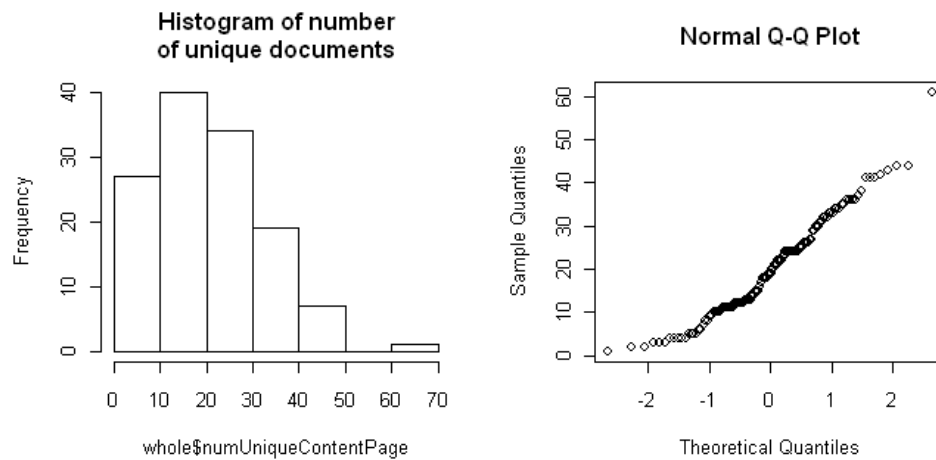 Histogram of number
of unique documents
Frequency
40
30
20
10
0
0 10 20 30 40 50 60 70
whole$numUniqueContentPage
Normal Q-Q Plot
Sample Quantiles
60
50
40
30
20
10
0
-2 -1 0 1 2
Theoretical Quantiles